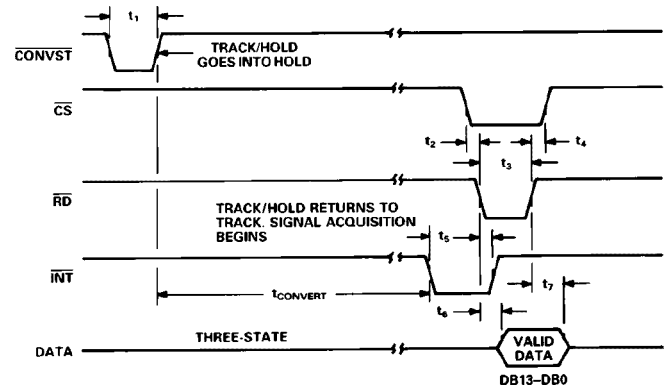 t1
CONVST
TRACK/HOLD
GOES INTO HOLD
CS
t2
t3
t4
RD
TRACK/HOLD RETURNS TO
TRACK. SIGNAL ACQUISITION
BEGINS
t5
INT
tCONVERT
t7
t6
DATA
THREE-STATE
VALID
DATA
DB13–DB0